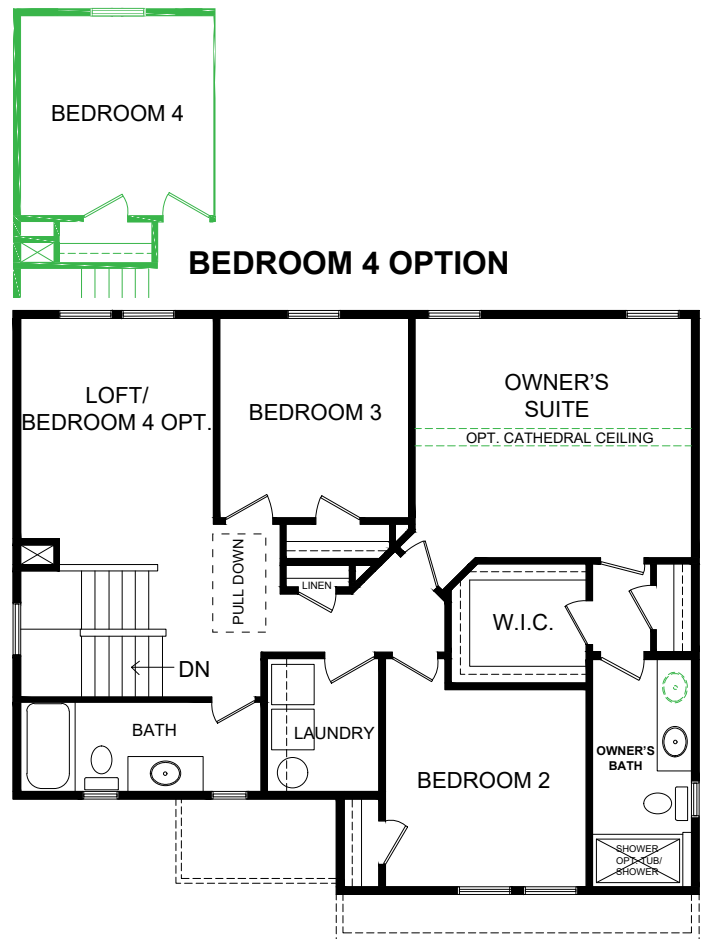 BEDROOM 4
BEDROOM 4 OPTION
LOFT/
BEDROOM 4 OPT.
BEDROOM 3
OWNER'S
SUITE
OPT. CATHEDRAL CEILING
PULL DOWN
LINEN
W.I.C.
DN
BATH
LAUNDRY
OWNER'S
BATH
BEDROOM 2
SHOWER
OPT. TUB/
SHOWER